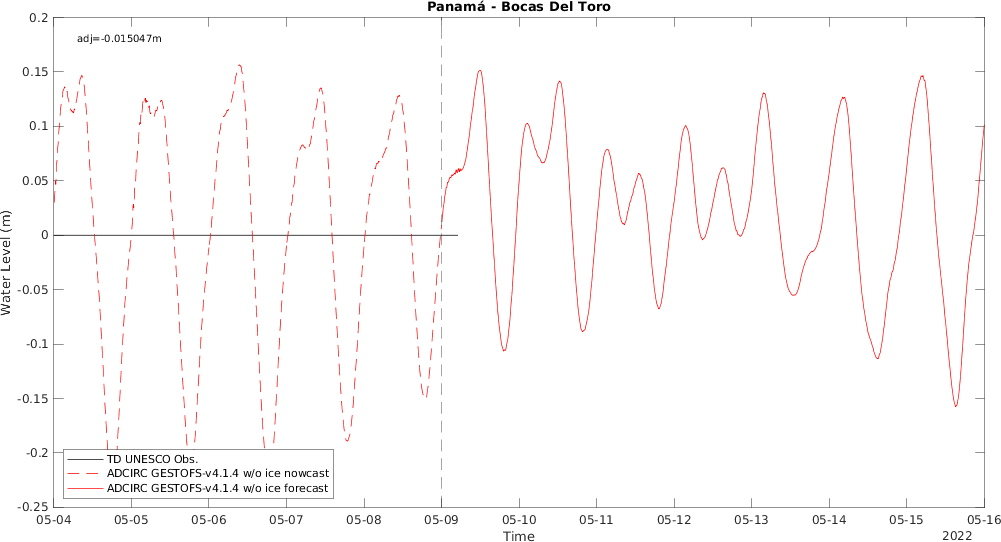 Panamá - Bocas Del Toro
adj=-0.015047m
Water Level (m)
0.2
0.15
0.1
0.05
0
-0.05
-0.1
-0.15
-0.2
-0.25
TD UNESCO Obs.
ADCIRC GESTOFS-v4.1.4 w/o ice nowcast
ADCIRC GESTOFS-v4.1.4 w/o ice forecast
05-04 05-05 05-06 05-07 05-08 05-09 05-10 05-11 05-12 05-13 05-14 05-15 05-16
Time
2022